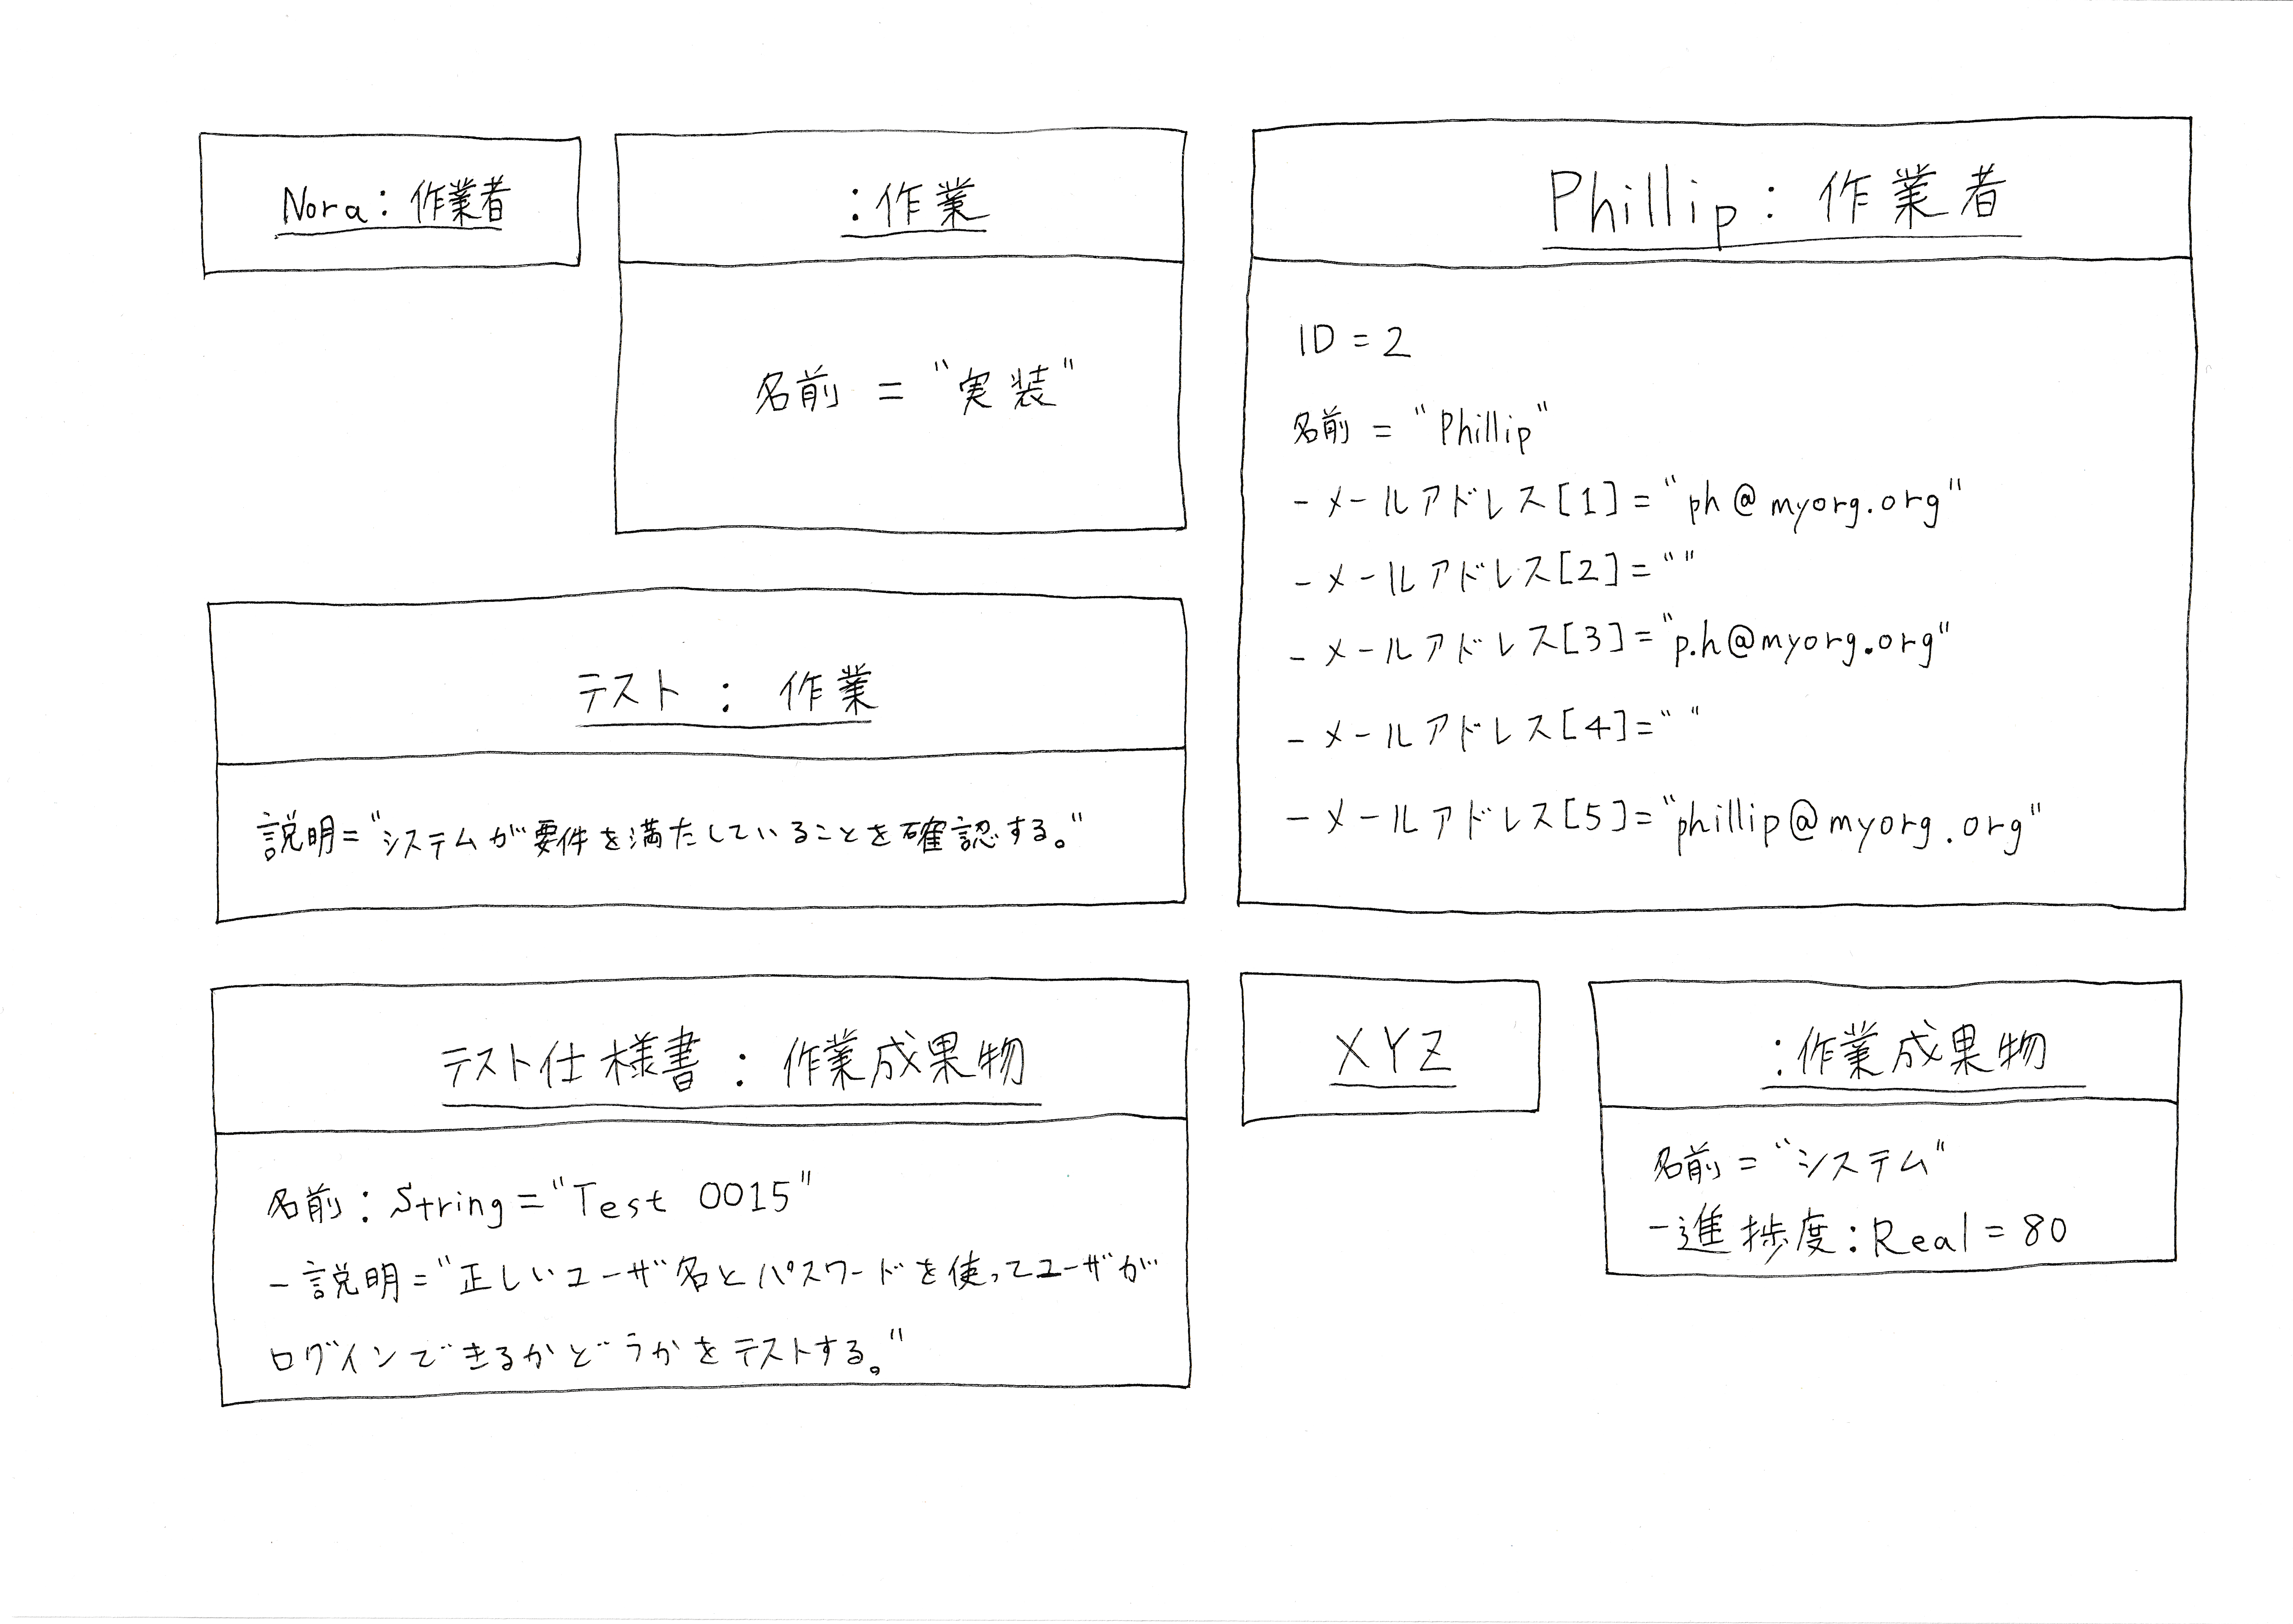 Nora: 作業者
:作業
名前 = "実装"
Phillip: 作業者
ID = 2
名前 = "Phillip"
-メールアドレス[1]="ph@myorg.org"
-メールアドレス[2]=""
-メールアドレス[3]="p.h@myorg.org"
-メールアドレス[4]=" "
-メールアドレス[5]="phillip@myorg.org"
テスト : 作業
説明="システムが要件を満たしていることを確認する。"
テスト仕様書 : 作業成果物
名前: String="Test 0015"
-説明="正しいユーザ名とパスワードを使ってユーザが
ログインできるかどうかをテストする。"
XYZ
:作業成果物
名前="システム"
-進捗度:Real=80